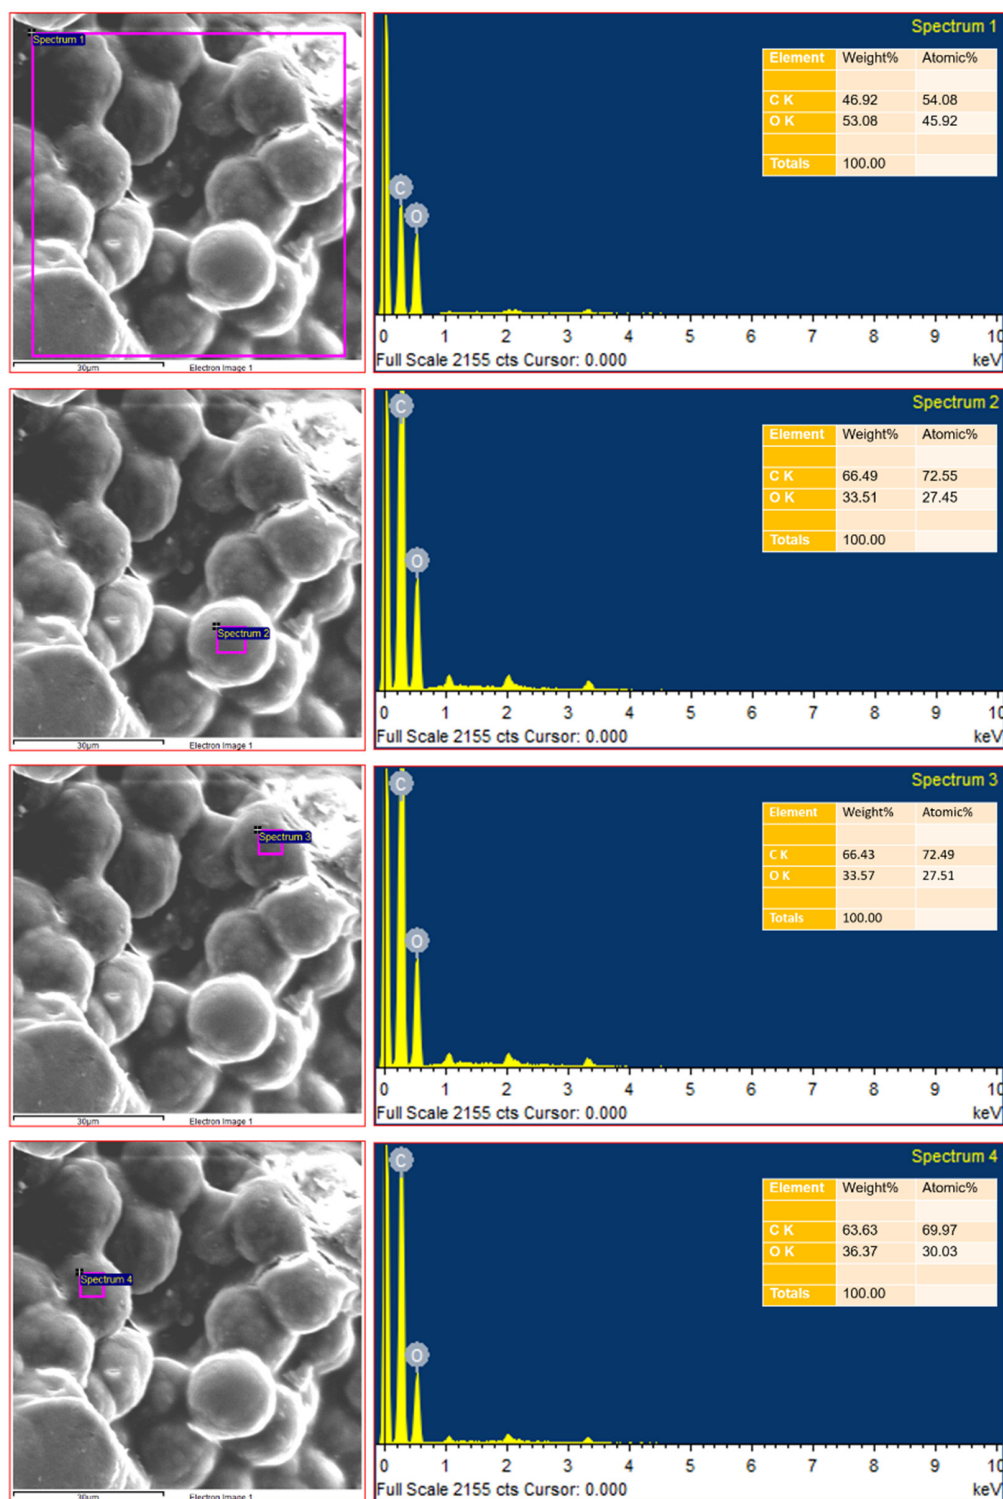 Spectrum 1
30µm Electron Image 1
Spectrum 1
Element Weight% Atomic%
C K 46.92 54.08
O K 53.08 45.92
Totals 100.00
C
O
0 1 2 3 4 5 6 7 8 9 10
Full Scale 2155 cts Cursor: 0.000 keV
Spectrum 2
30µm Electron Image 1
Spectrum 2
Element Weight% Atomic%
C K 66.49 72.55
O K 33.51 27.45
Totals 100.00
C
O
0 1 2 3 4 5 6 7 8 9 10
Full Scale 2155 cts Cursor: 0.000 keV
Spectrum 3
30µm Electron Image 1
Spectrum 3
Element Weight% Atomic%
C K 66.43 72.49
O K 33.57 27.51
Totals 100.00
C
O
0 1 2 3 4 5 6 7 8 9 10
Full Scale 2155 cts Cursor: 0.000 keV
Spectrum 4
30µm Electron Image 1
Spectrum 4
Element Weight% Atomic%
C K 63.63 69.97
O K 36.37 30.03
Totals 100.00
C
O
0 1 2 3 4 5 6 7 8 9 10
Full Scale 2155 cts Cursor: 0.000 keV